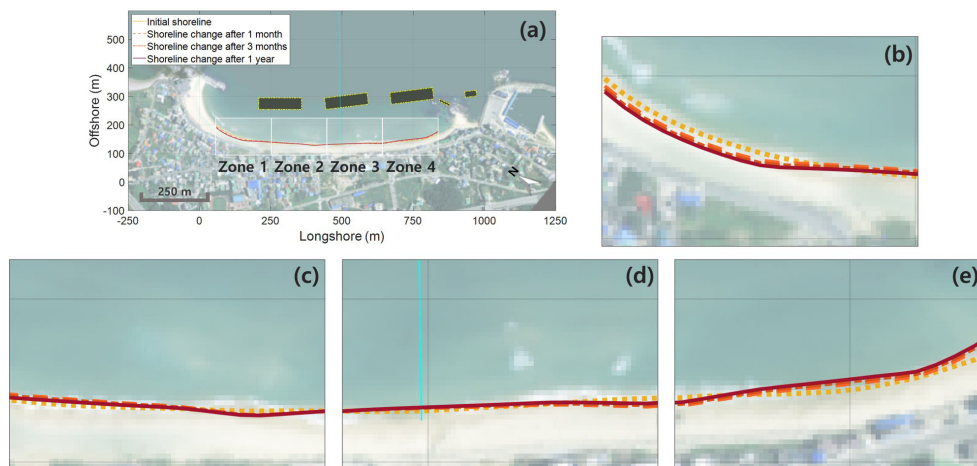 Initial shoreline
Shoreline change after 1 month
Shoreline change after 3 months
Shoreline change after 1 year
(a)
500
400
300
200
100
0
-100
Offshore (m)
Zone 1 Zone 2 Zone 3 Zone 4
250 m
N
-250 0 250 500 750 1000 1250
Longshore (m)
(b)
(c)
(d)
(e)